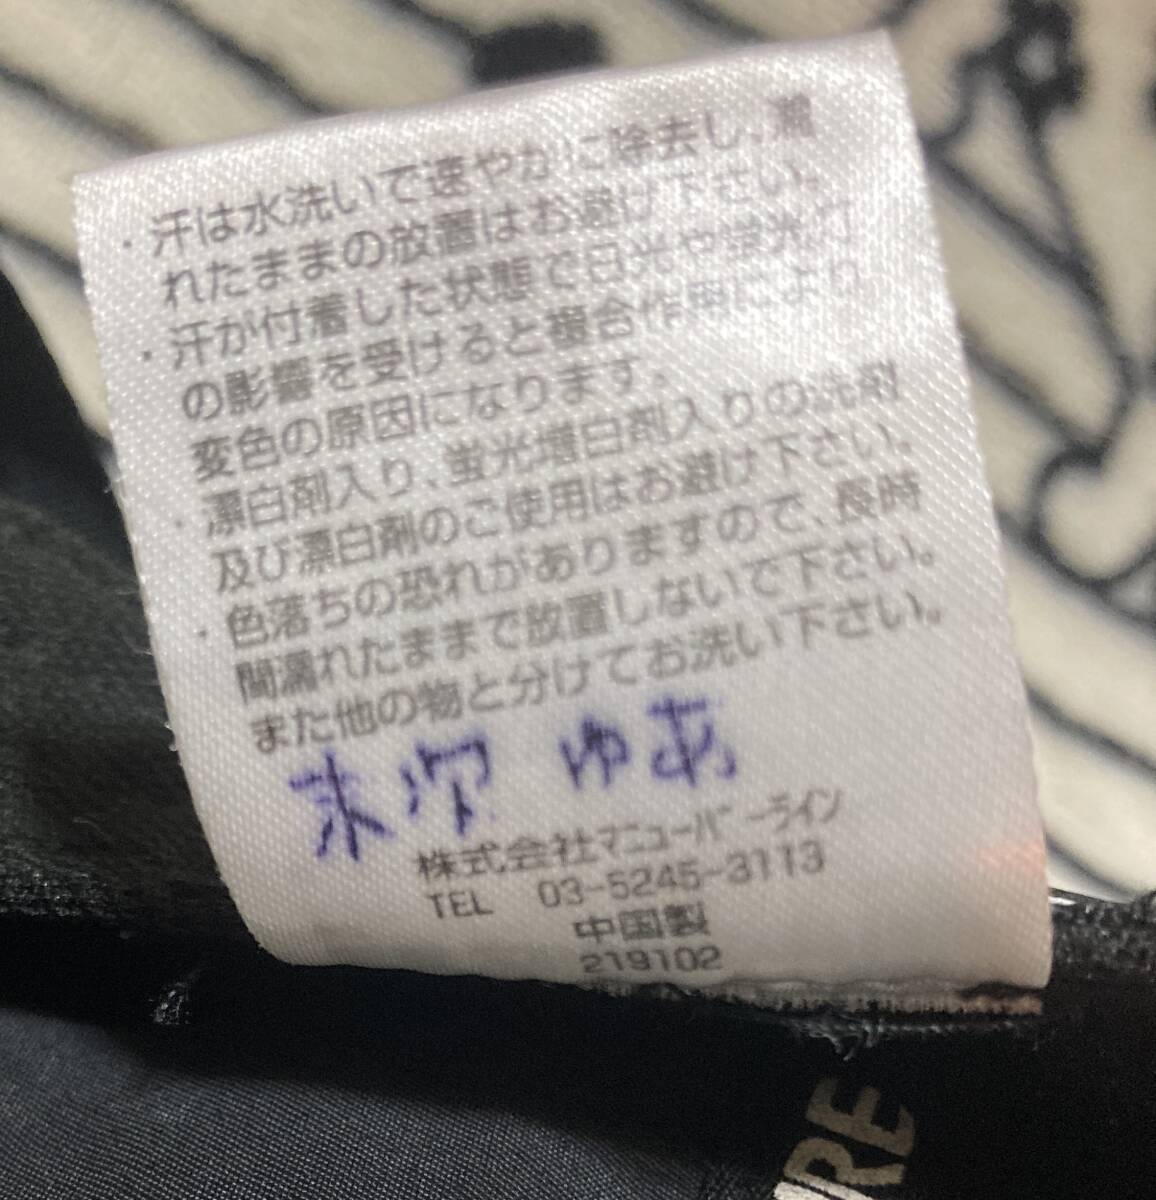 ・汗は水洗いで速やかに除去し、濡
れたままの放置はお避け下さい。
・汗が付着した状態で日光や蛍光灯
の影響を受けると複合作用により
変色の原因になります。
・漂白剤入り、蛍光増白剤入りの洗剤
及び漂白剤のご使用はお避け下さい。
・色落ちの恐れがありますので、長時
間濡れたままで放置しないで下さい。
また他の物と分けてお洗い下さい。
末次 ゆあ
株式会社マニューバーライン
TEL 03-5245-3113
中国製
219102
RE